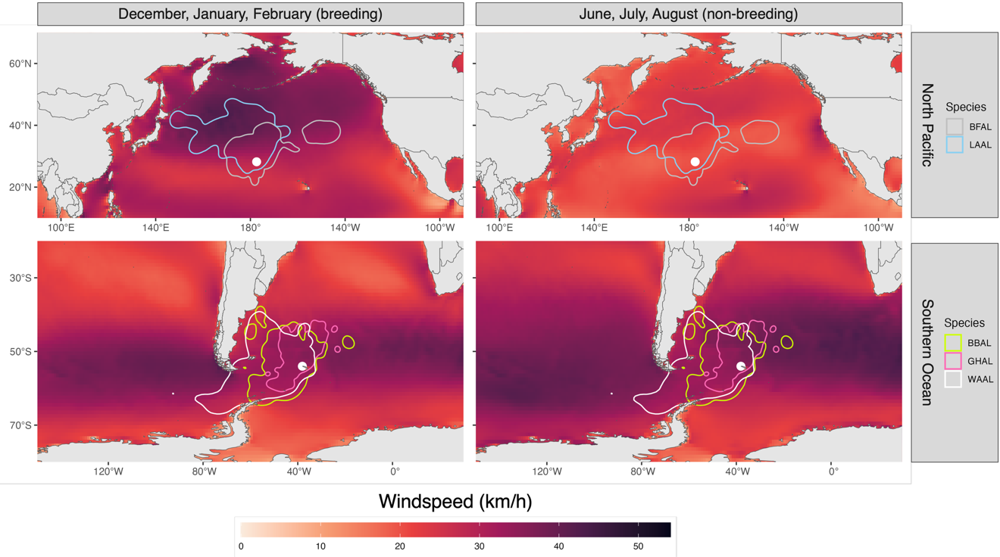 December, January, February (breeding)
June, July, August (non-breeding)
60°N
40°N
20°N
100°E
140°E
180°
140°W
100°W
100°E
140°E
180°
140°W
100°W
North Pacific
Species
BFAL
LAAL
30°S
50°S
70°S
120°W
80°W
40°W
0°
120°W
80°W
40°W
0°
Southern Ocean
Species
BBAL
GHAL
WAAL
Windspeed (km/h)
0
10
20
30
40
50